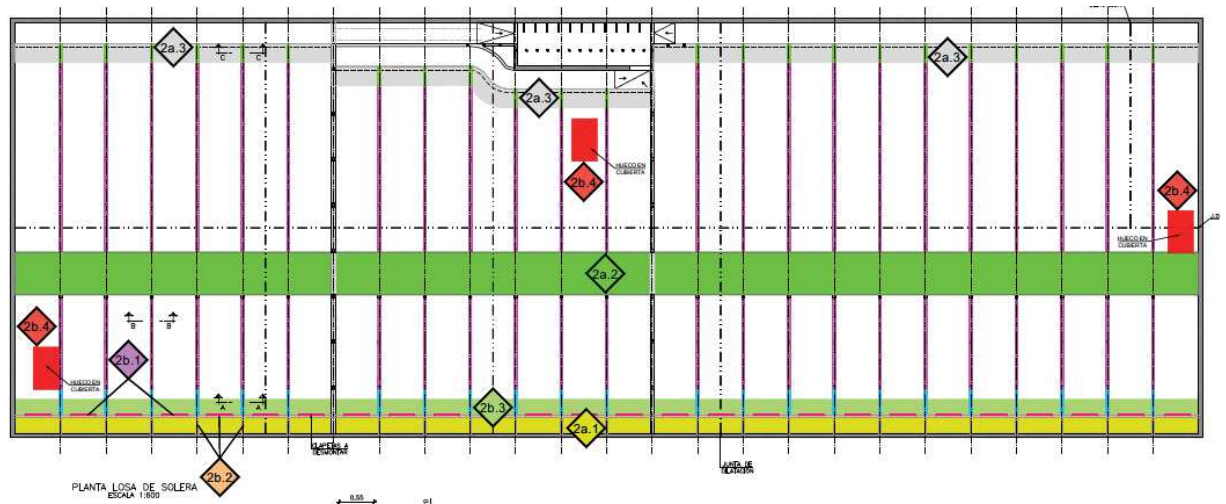 2a.3
C C
2a.3
2a.3
HUECO EN
CUBIERTA
2b.4
2b.4
HUECO EN
CUBIERTA
2a.2
2b.4
B B
2b.1
HUECO EN
CUBIERTA
A A
2b.3
2a.1
CLAPETAS A
DESMONTAR
2b.2
JUNTA DE
DILATACIÓN
PLANTA LOSA DE SOLERA
ESCALA 1:600